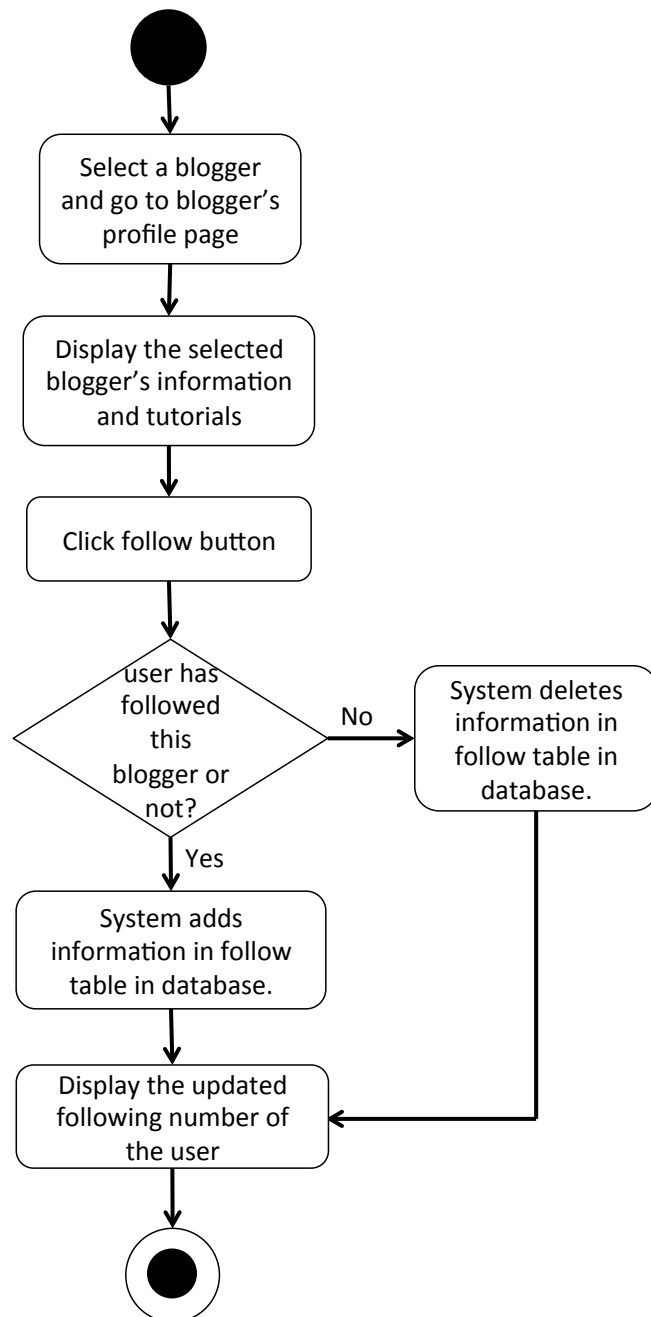 Select a blogger
and go to blogger’s
profile page
Display the selected
blogger’s information
and tutorials
Click follow button
user has
followed
this
blogger or
not?
No
System deletes
information in
follow table in
database.
Yes
System adds
information in follow
table in database.
Display the updated
following number of
the user